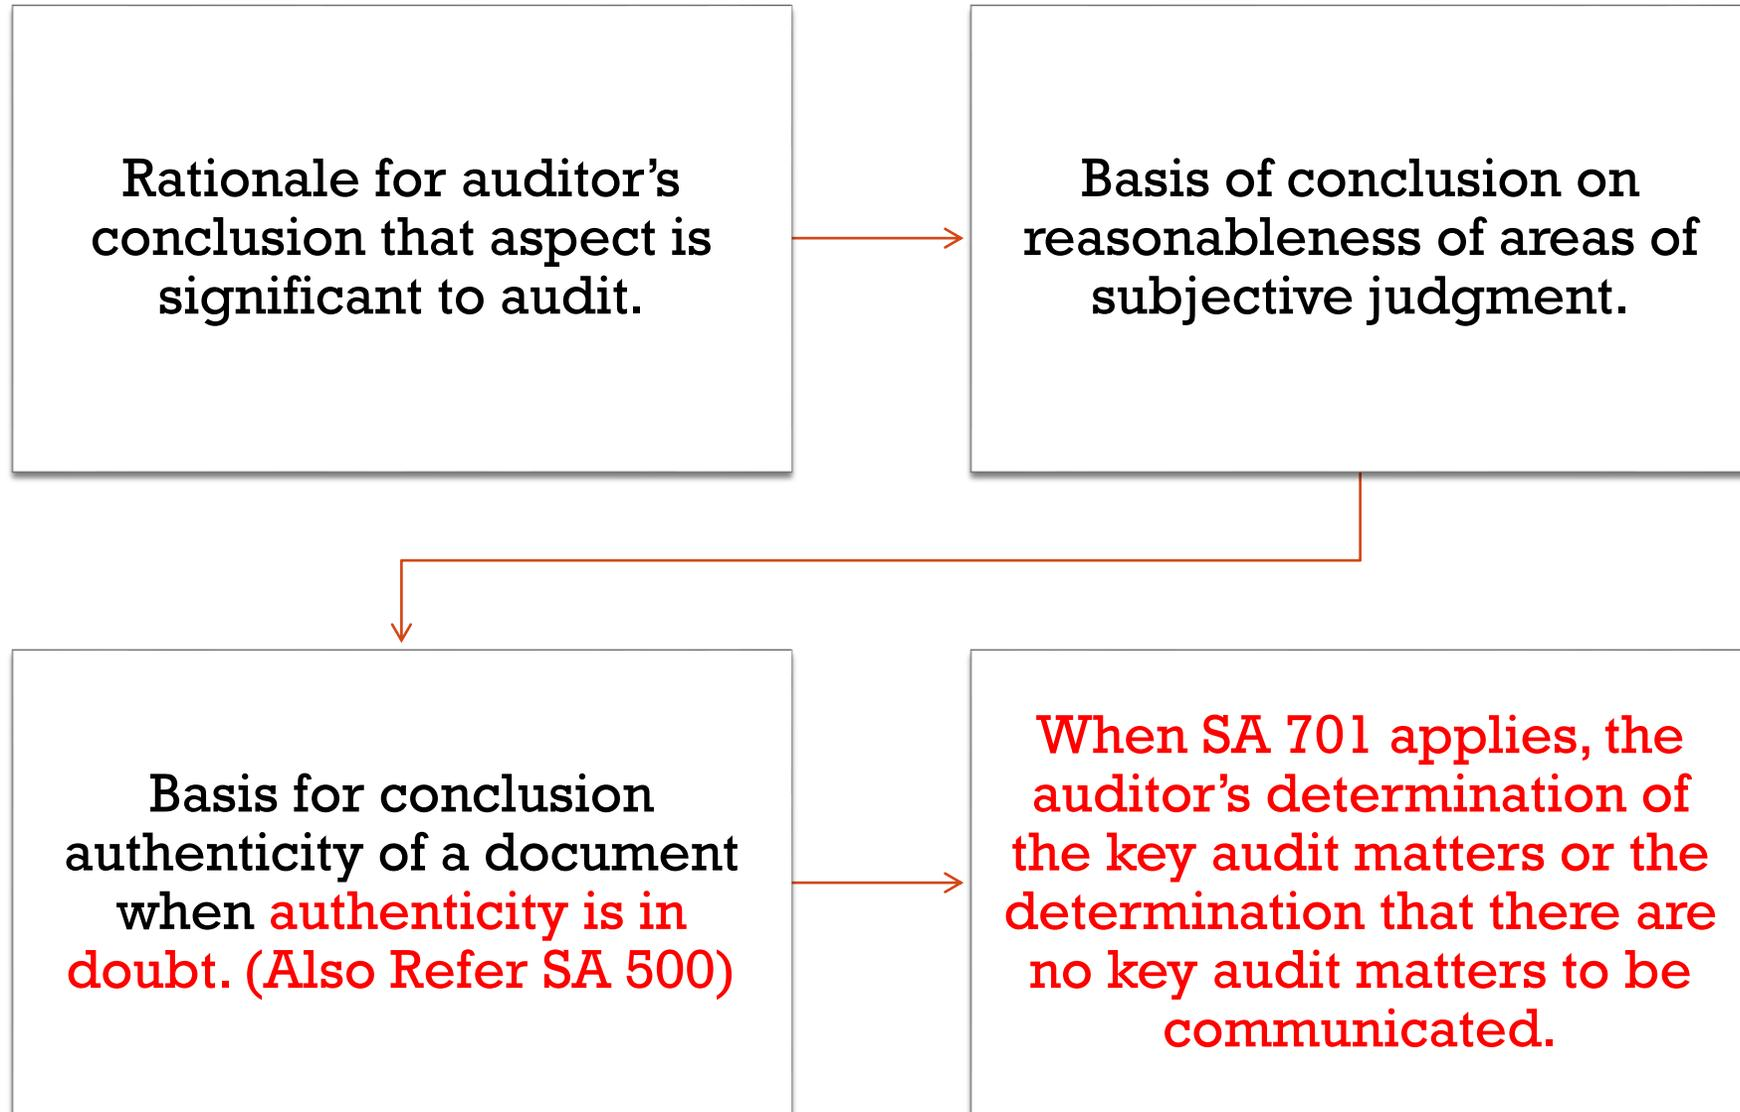 Rationale for auditor’s
conclusion that aspect is
significant to audit.
Basis of conclusion on
reasonableness of areas of
subjective judgment.
Basis for conclusion
authenticity of a document
when authenticity is in
doubt. (Also Refer SA 500)
When SA 701 applies, the
auditor’s determination of
the key audit matters or the
determination that there are
no key audit matters to be
communicated.